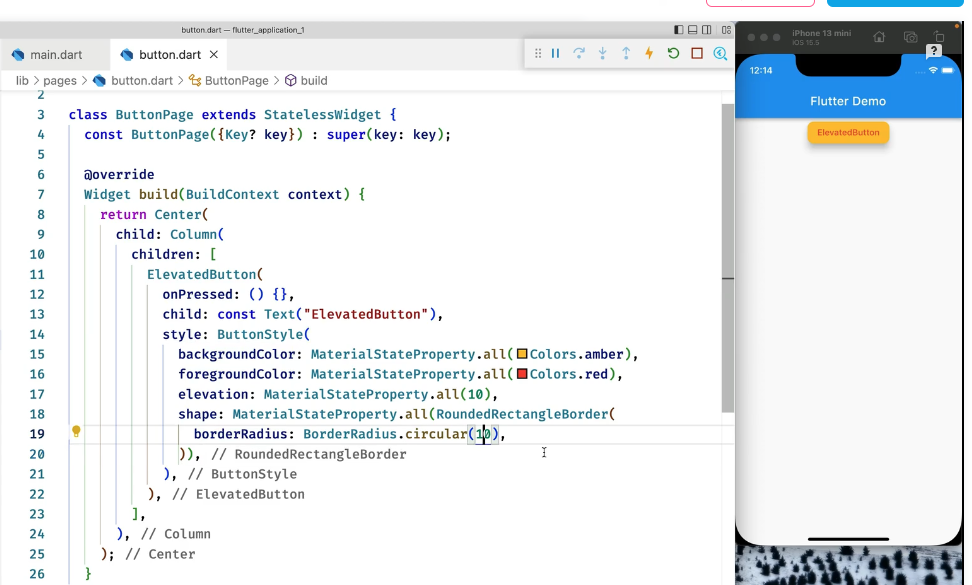 button.dart — flutter_application_1
main.dart
button.dart
lib > pages > button.dart > ButtonPage > build
2
3 class ButtonPage extends StatelessWidget {
4 const ButtonPage({Key? key}) : super(key: key);
5
6 @override
7 Widget build(BuildContext context) {
8 return Center(
9 child: Column(
10 children: [
11 ElevatedButton(
12 onPressed: () {},
13 child: const Text("ElevatedButton"),
14 style: ButtonStyle(
15 backgroundColor: MaterialStateProperty.all(Colors.amber),
16 foregroundColor: MaterialStateProperty.all(Colors.red),
17 elevation: MaterialStateProperty.all(10),
18 shape: MaterialStateProperty.all(RoundedRectangleBorder(
19 borderRadius: BorderRadius.circular(10),
20 )), // RoundedRectangleBorder
21 ), // ButtonStyle
22 ), // ElevatedButton
23 ],
24 ), // Column
25 ); // Center
26 }
iPhone 13 mini
iOS 15.5
?
12:14
Flutter Demo
ElevatedButton